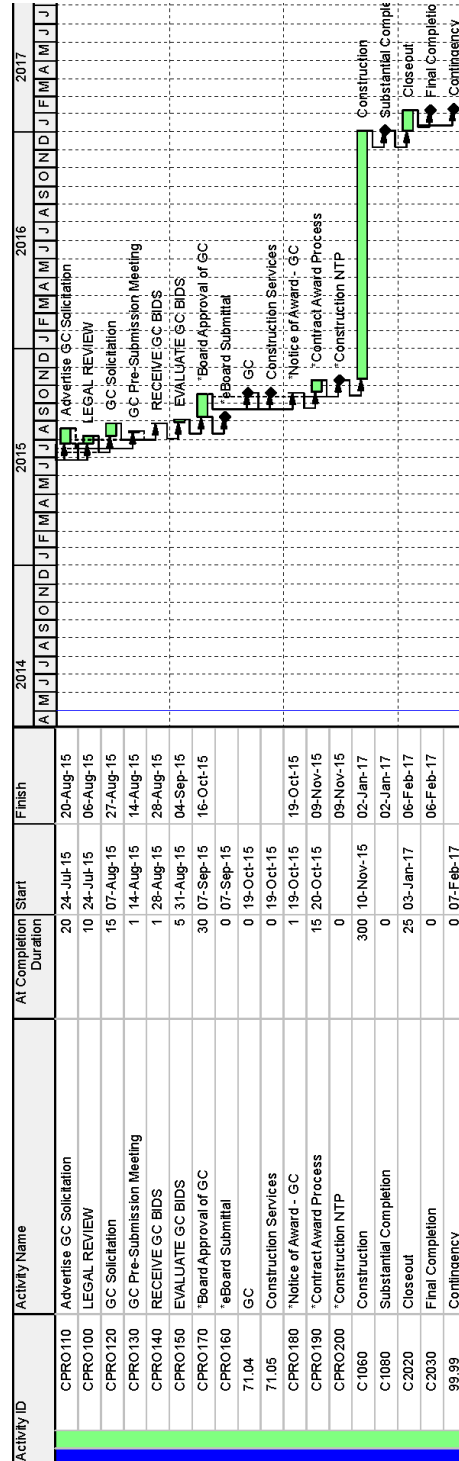 Activity ID Activity Name At Completion Duration Start Finish 2014 2015 2016 2017
A M J J A S O N D J F M A M J J A S O N D J F M A M J J A S O N D J F M A M J J
CPRO110 Advertise GC Solicitation 20 24-Jul-15 20-Aug-15 Advertise GC Solicitation
CPRO100 LEGAL REVIEW 10 24-Jul-15 06-Aug-15 LEGAL REVIEW
CPRO120 GC Solicitation 15 07-Aug-15 27-Aug-15 GC Solicitation
CPRO130 GC Pre-Submission Meeting 1 14-Aug-15 14-Aug-15 GC Pre-Submission Meeting
CPRO140 RECEIVE GC BIDS 1 28-Aug-15 28-Aug-15 RECEIVE GC BIDS
CPRO150 EVALUATE GC BIDS 5 31-Aug-15 04-Sep-15 EVALUATE GC BIDS
CPRO170 *Board Approval of GC 30 07-Sep-15 16-Oct-15 *Board Approval of GC
CPRO160 *eBoard Submittal 0 07-Sep-15 *eBoard Submittal
71.04 GC 0 19-Oct-15 GC
71.05 Construction Services 0 19-Oct-15 Construction Services
CPRO180 *Notice of Award - GC 1 19-Oct-15 19-Oct-15 *Notice of Award - GC
CPRO190 *Contract Award Process 15 20-Oct-15 09-Nov-15 *Contract Award Process
CPRO200 *Construction NTP 0 09-Nov-15 *Construction NTP
C1060 Construction 300 10-Nov-15 02-Jan-17 Construction
C1080 Substantial Completion 0 02-Jan-17 Substantial Comple
C2020 Closeout 25 03-Jan-17 06-Feb-17 Closeout
C2030 Final Completion 0 06-Feb-17 Final Completio
99.99 Contingency 0 07-Feb-17 Contingency